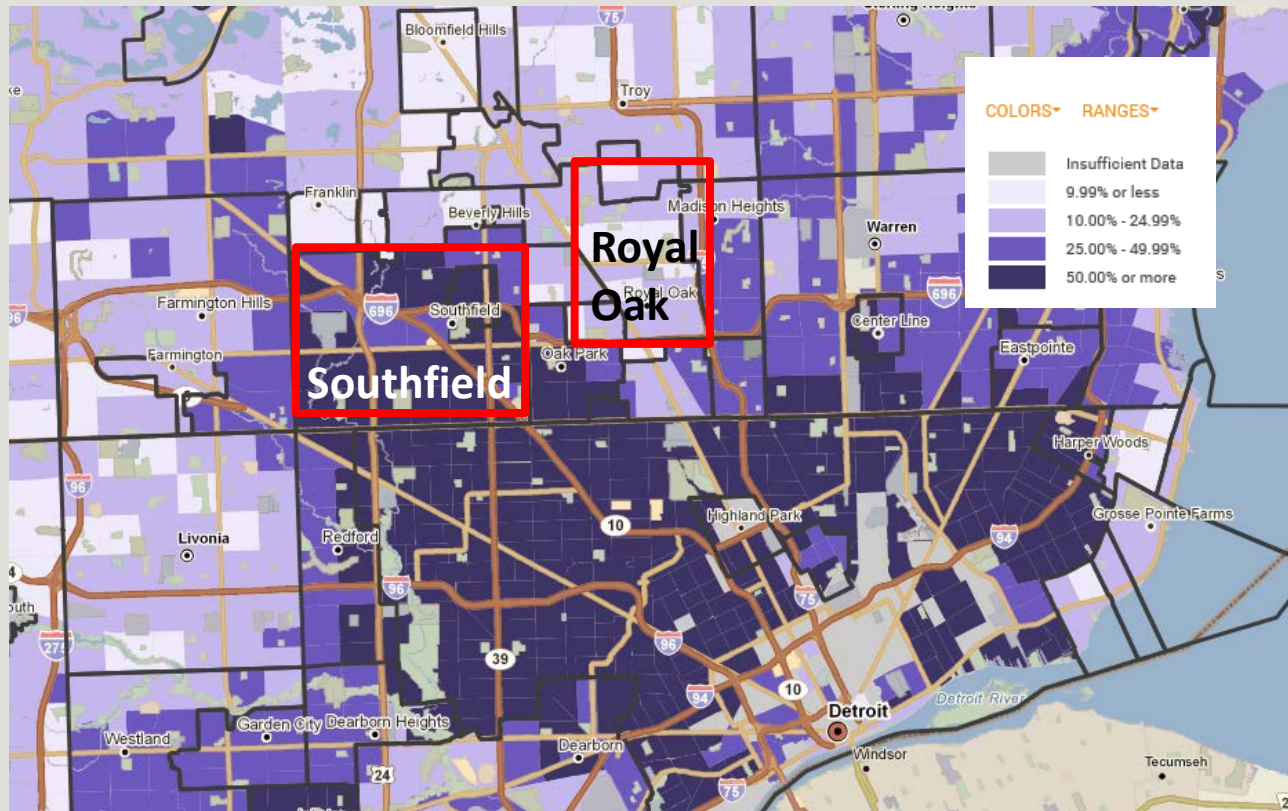 75
Sterling Heights
Bloomfield Hills
Troy
COLORS RANGES
Insufficient Data
9.99% or less
10.00% - 24.99%
25.00% - 49.99%
50.00% or more
Franklin
Beverly Hills
Madison Heights
Warren
Royal
Oak
Royal Oak
Farmington Hills
696
Southfield
696
Center Line
96
Farmington
Oak Park
Eastpointe
Southfield
Harper Woods
96
Livonia
Redford
10
Highland Park
94
Grosse Pointe Farms
96
75
275
39
96
94
10
Detroit
Detroit River
Garden City
Dearborn Heights
Westland
Dearborn
Windsor
24
Tecumseh
75